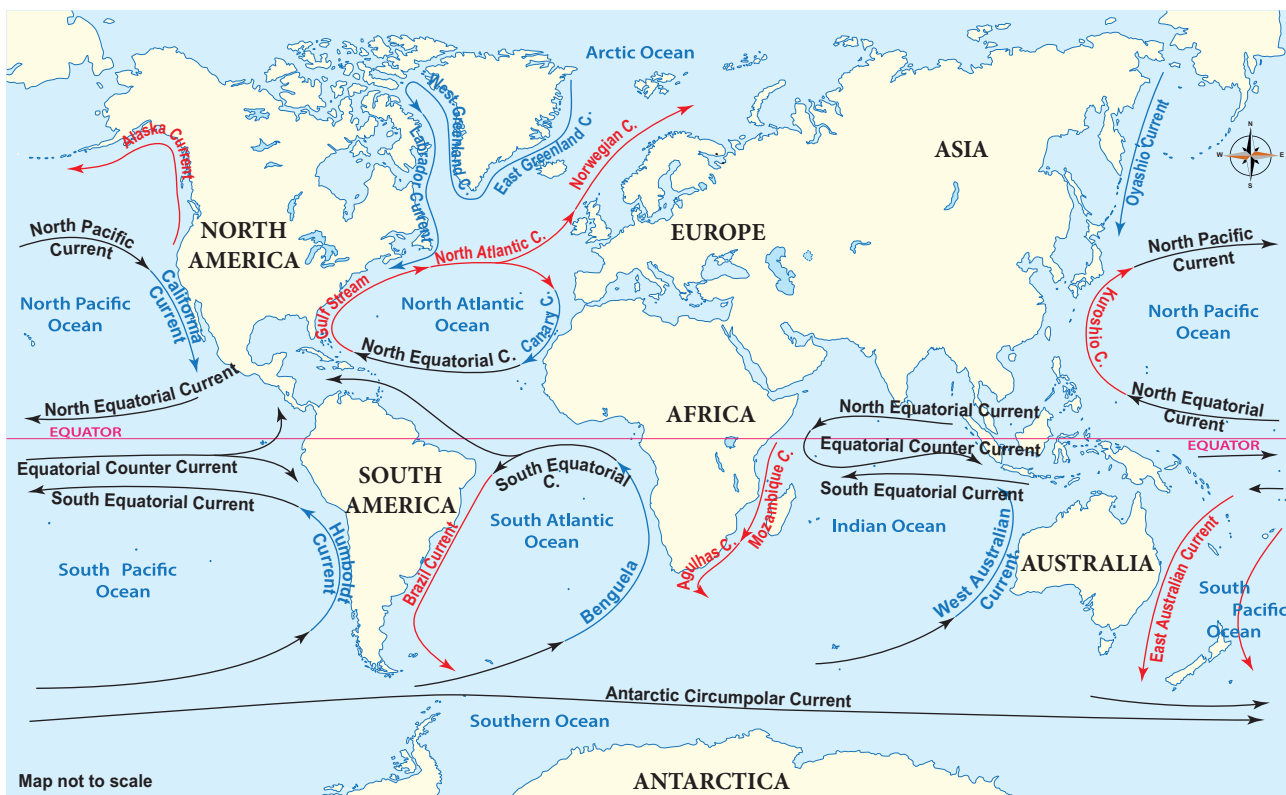 Arctic Ocean
West Greenland C.
East Greenland C.
Labrador Current
Norwegian C.
Alaska Current
Oyashio Current
ASIA
N
W E
S
NORTH
AMERICA
EUROPE
North Pacific
Current
North Atlantic C.
North Pacific
Current
California
Current
North Pacific
Ocean
Gulf Stream
North Atlantic
Ocean
Canary C.
Kuroshio C.
North Pacific
Ocean
North Equatorial C.
North Equatorial Current
AFRICA
North Equatorial Current
North Equatorial
Current
EQUATOR
EQUATOR
Equatorial Counter Current
Equatorial Counter Current
SOUTH
AMERICA
South Equatorial
C.
Mozambique C.
South Equatorial Current
South Equatorial Current
Humboldt
Current
South Atlantic
Ocean
Indian Ocean
Brazil Current
Benguela
Agulhas C.
West Australian
Current
AUSTRALIA
East Australian Current
South Pacific
Ocean
South
Pacific
Ocean
Antarctic Circumpolar Current
Southern Ocean
Map not to scale
ANTARCTICA